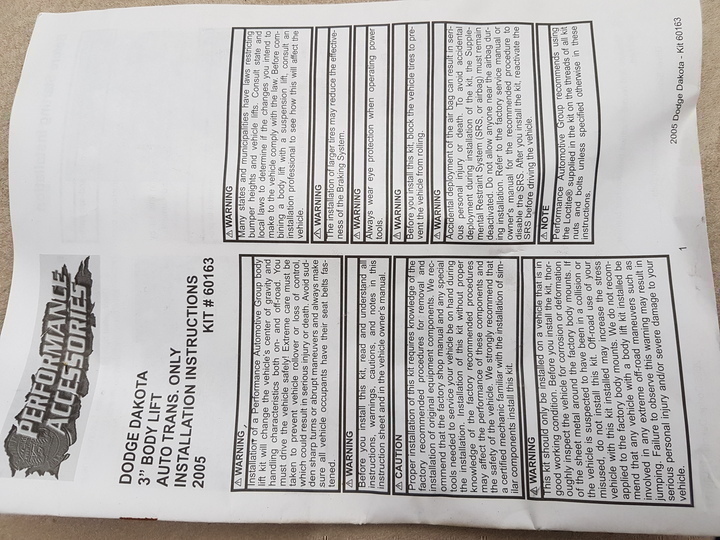 PERFORMANCE
ACCESSORIES
DODGE DAKOTA
3" BODY LIFT
AUTO TRANS. ONLY
INSTALLATION INSTRUCTIONS
2005 KIT # 60163
⚠ WARNING
Installation of a Performance Automotive Group body
lift kit will change the vehicle's center of gravity and
handling characteristics both on- and off-road. You
must drive the vehicle safely! Extreme care must be
taken to prevent vehicle rollover or loss of control,
which could result in serious injury or death. Avoid sud-
den sharp turns or abrupt maneuvers and always make
sure all vehicle occupants have their seat belts fas-
tened.
⚠ WARNING
Before you install this kit, read and understand all
instructions, warnings, cautions, and notes in this
instruction sheet and in the vehicle owner's manual.
⚠ CAUTION
Proper installation of this kit requires knowledge of the
factory recommended procedures for removal and
installation of original equipment components. We rec-
ommend that the factory shop manual and any special
tools needed to service your vehicle be on hand during
the installation. Installation of this kit without proper
knowledge of the factory recommended procedures
may affect the performance of these components and
the safety of the vehicle. We strongly recommend that
a certified mechanic familiar with the installation of sim-
ilar components install this kit.
⚠ WARNING
This kit should only be installed on a vehicle that is in
good working condition. Before you install the kit, thor-
oughly inspect the vehicle for corrosion or deformation
of the sheet metal around the factory body mounts. If
the vehicle is suspected to have been in a collision or
misused, do not install this kit. Off-road use of your
vehicle with this kit installed may increase the stress
applied to the factory body mounts. We do not recom-
mend that any vehicle with a body lift kit installed be
involved in any extreme off-road maneuvers such as
jumping. Failure to observe this warning may result in
serious personal injury and/or severe damage to your
vehicle.
⚠ WARNING
Many states and municipalities have laws restricting
bumper heights and vehicle lifts. Consult state and
local laws to determine if the changes you intend to
make to the vehicle comply with the law. Before com-
bining a body lift with a suspension lift, consult an
installation professional to see how this will affect the
vehicle.
⚠ WARNING
The installation of larger tires may reduce the effective-
ness of the Braking System.
⚠ WARNING
Always wear eye protection when operating power
tools.
⚠ WARNING
Before you install this kit, block the vehicle tires to pre-
vent the vehicle from rolling.
⚠ WARNING
Accidental deployment of the air bag can result in seri-
ous personal injury or death. To avoid accidental
deployment during installation of the kit, the Supple-
mental Restraint System (SRS, or airbag) must remain
deactivated. Do not allow anyone near the airbag dur-
ing installation. Refer to the factory service manual or
owner's manual for the recommended procedure to
disable the SRS. After you install the kit, reactivate the
SRS before driving the vehicle.
⚠ NOTE
Performance Automotive Group recommends using
the Loctite® supplied in the kit on the threads of all kit
nuts and bolts unless specified otherwise in these
instructions.
1
2005 Dodge Dakota - Kit 60163